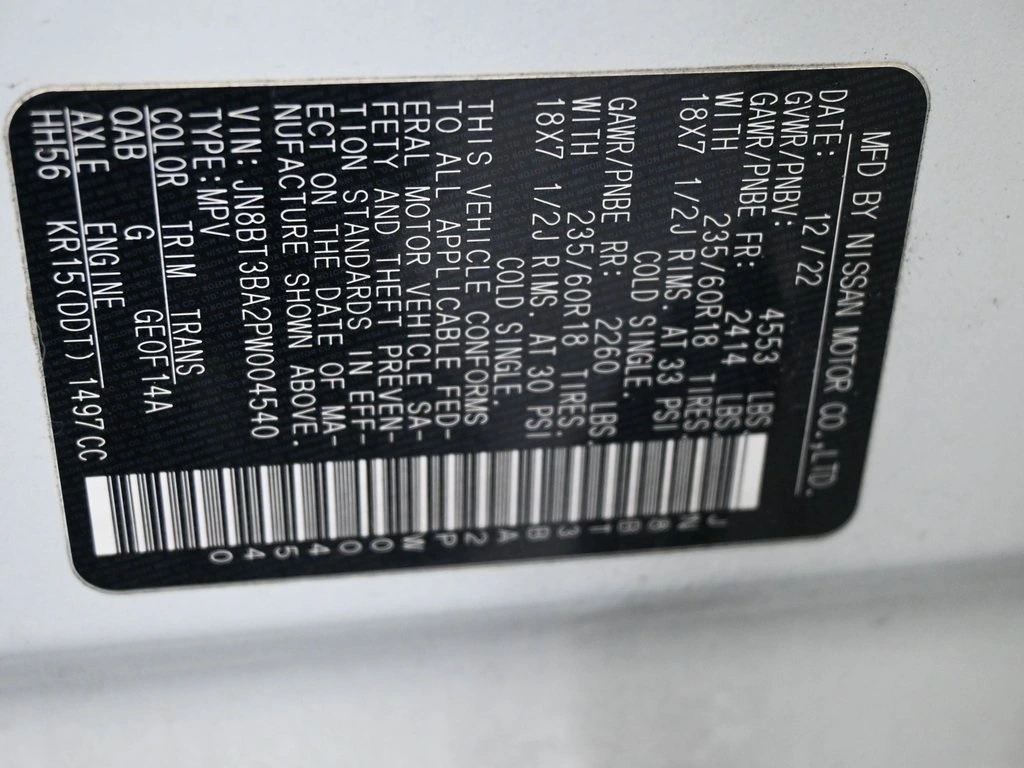 MFD BY NISSAN MOTOR CO.,LTD.
DATE: 12/22
GVWR/PNBV: 4553 LBS
GAWR/PNBE FR: 2414 LBS
WITH 235/60R18 TIRES.
18X7 1/2J RIMS. AT 33 PSI
COLD SINGLE.
GAWR/PNBE RR: 2260 LBS
WITH 235/60R18 TIRES.
18X7 1/2J RIMS. AT 30 PSI
COLD SINGLE.
THIS VEHICLE CONFORMS
TO ALL APPLICABLE FED-
ERAL MOTOR VEHICLE SA-
FETY AND THEFT PREVEN-
TION STANDARDS IN EFF-
ECT ON THE DATE OF MA-
NUFACTURE SHOWN ABOVE.
VIN: JN8BT3BA2PW004540
TYPE:MPV
COLOR TRIM TRANS
QAB G GEOF14A
AXLE ENGINE
HH56 KR15(DDT) 1497CC
JN8BT3BA2PW004540